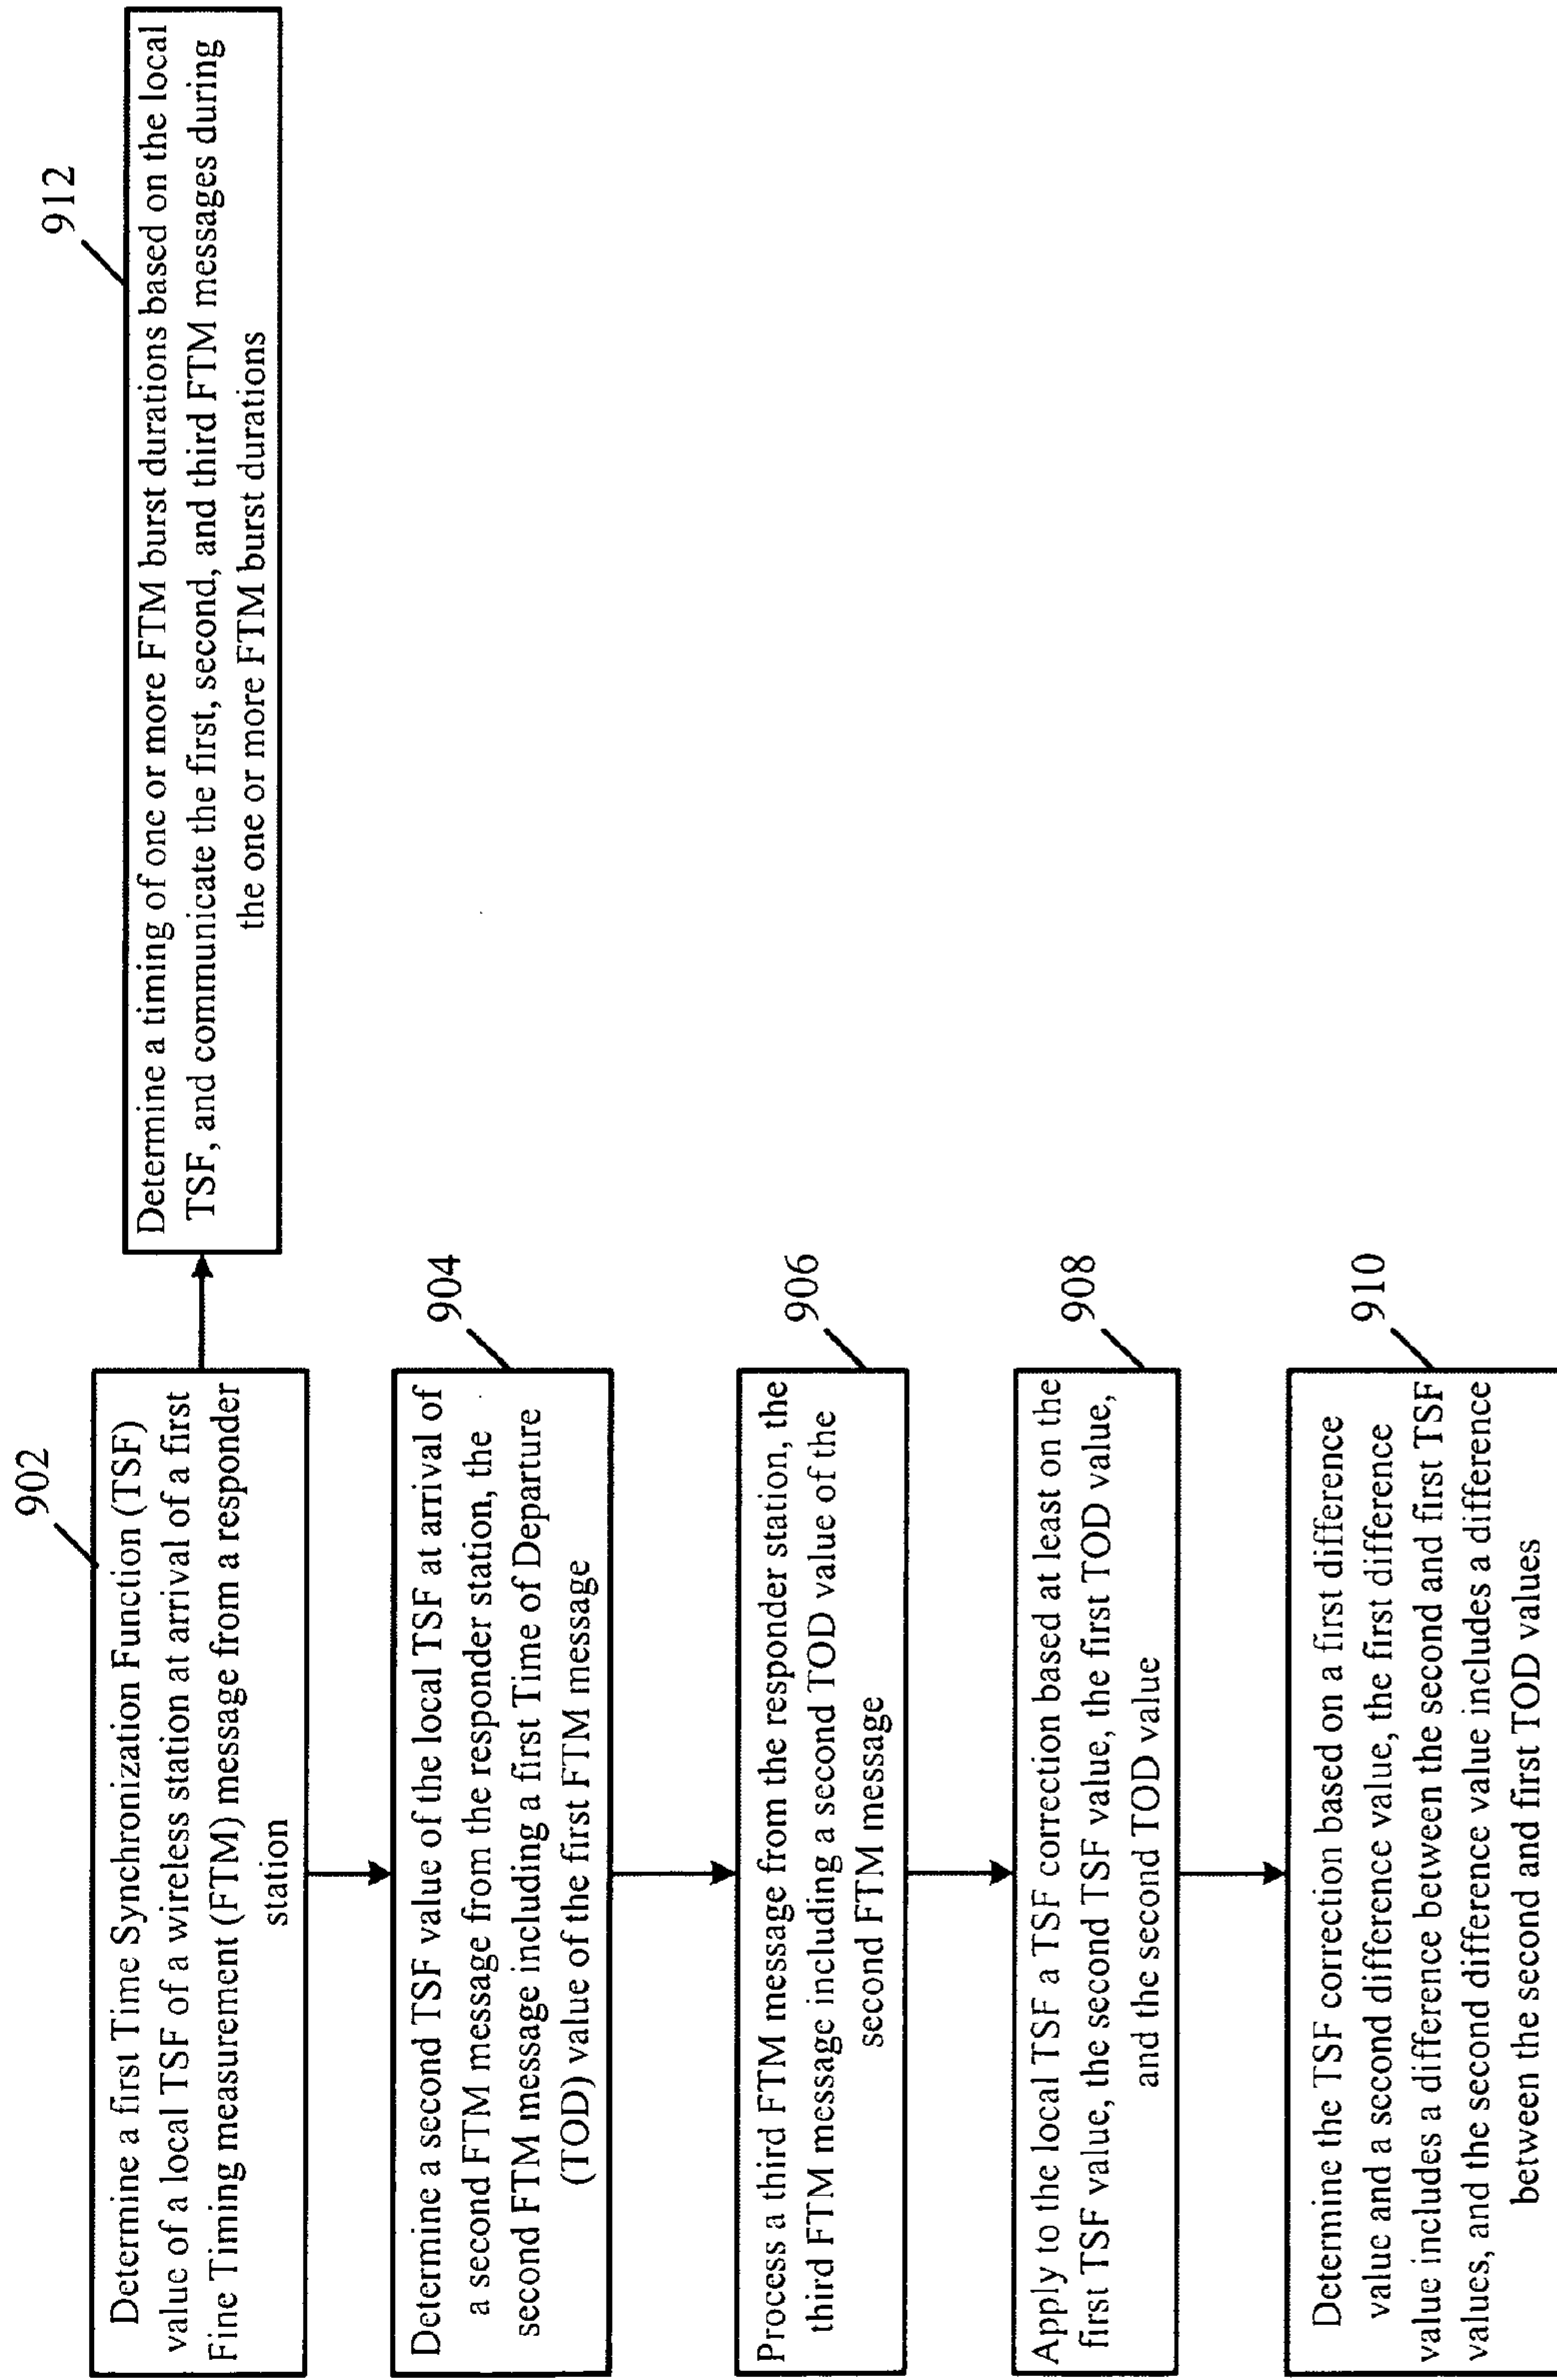 902
Determine a first Time Synchronization Function (TSF)
value of a local TSF of a wireless station at arrival of a first
Fine Timing measurement (FTM) message from a responder
station
912
Determine a timing of one or more FTM burst durations based on the local
TSF, and communicate the first, second, and third FTM messages during
the one or more FTM burst durations
904
Determine a second TSF value of the local TSF at arrival of
a second FTM message from the responder station, the
second FTM message including a first Time of Departure
(TOD) value of the first FTM message
906
Process a third FTM message from the responder station, the
third FTM message including a second TOD value of the
second FTM message
908
Apply to the local TSF a TSF correction based at least on the
first TSF value, the second TSF value, the first TOD value,
and the second TOD value
910
Determine the TSF correction based on a first difference
value and a second difference value, the first difference
value includes a difference between the second and first TSF
values, and the second difference value includes a difference
between the second and first TOD values